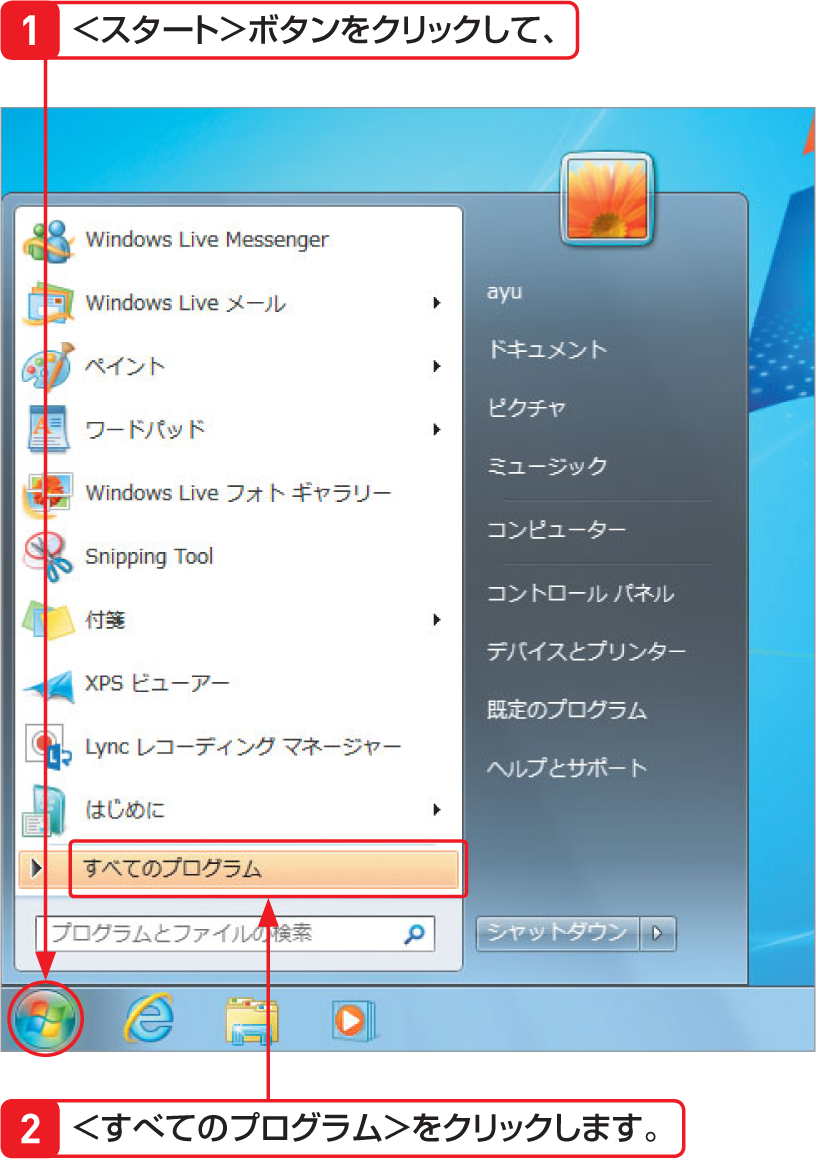 1 <スタート>ボタンをクリックして、
Windows Live Messenger
Windows Live メール
ペイント
ワードパッド
Windows Live フォト ギャラリー
Snipping Tool
付箋
XPS ビューアー
Lync レコーディング マネージャー
はじめに
すべてのプログラム
プログラムとファイルの検索
ayu
ドキュメント
ピクチャ
ミュージック
コンピューター
コントロール パネル
デバイスとプリンター
既定のプログラム
ヘルプとサポート
シャットダウン
2 <すべてのプログラム>をクリックします。